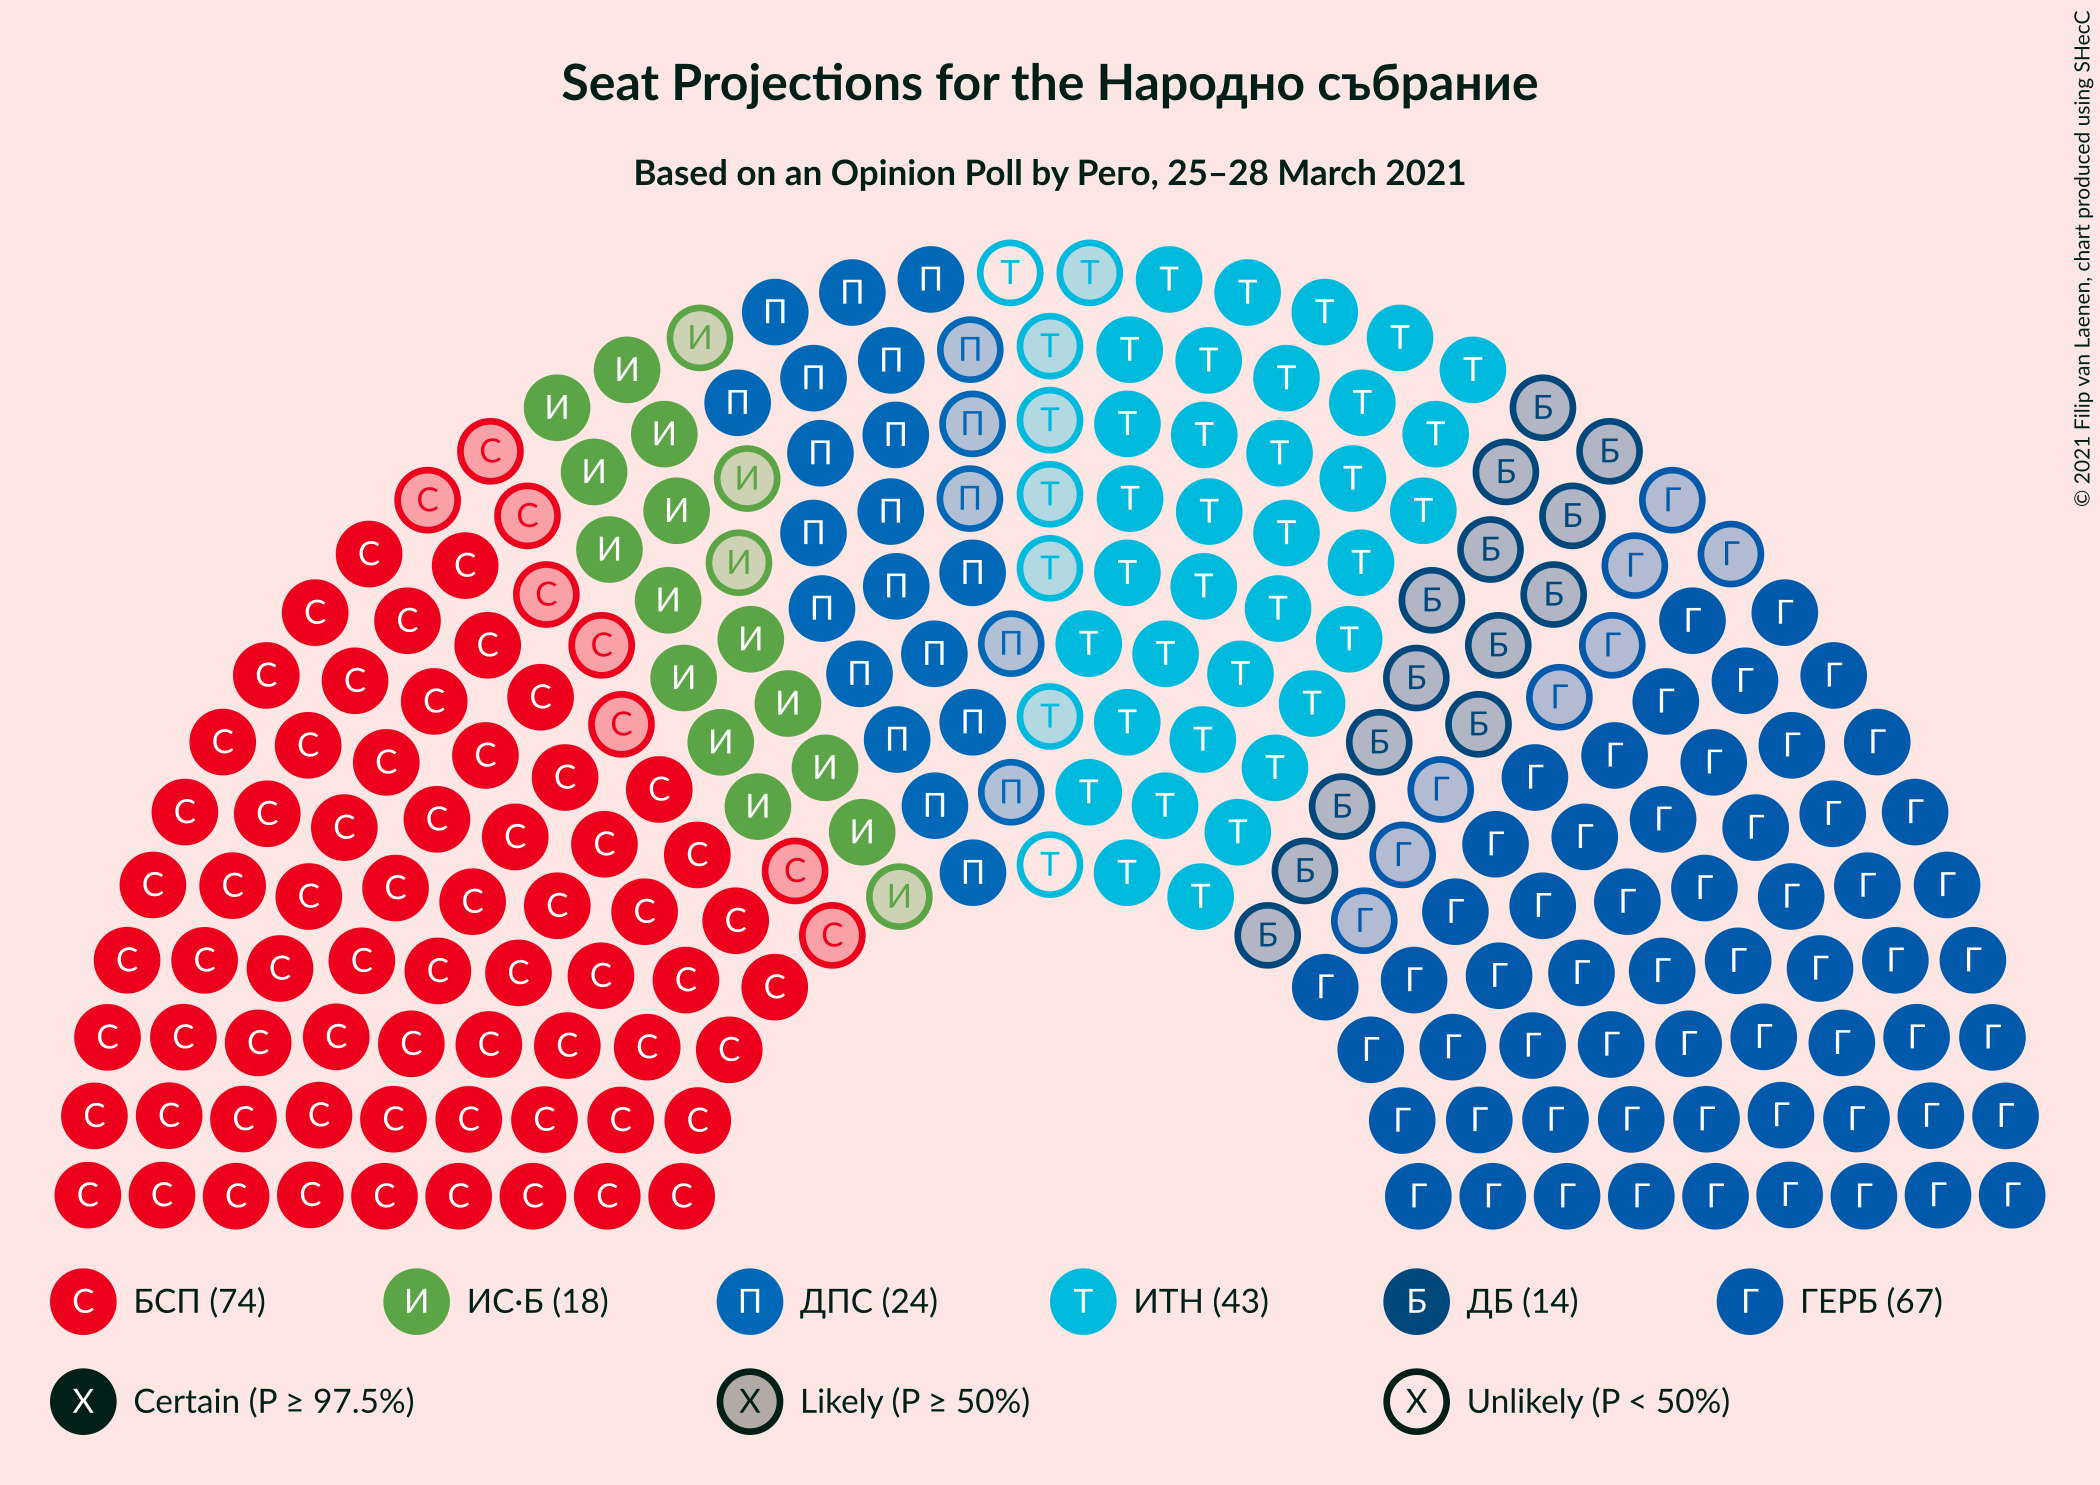 Seat Projections for the Народно събрание
Based on an Opinion Poll by Рего, 25–28 March 2021
© 2021 Filip van Laenen, chart produced using SHecC
С БСП (74)
И ИС·Б (18)
П ДПС (24)
Т ИТН (43)
Б ДБ (14)
Г ГЕРБ (67)
X Certain (P ≥ 97.5%)
X Likely (P ≥ 50%)
X Unlikely (P < 50%)